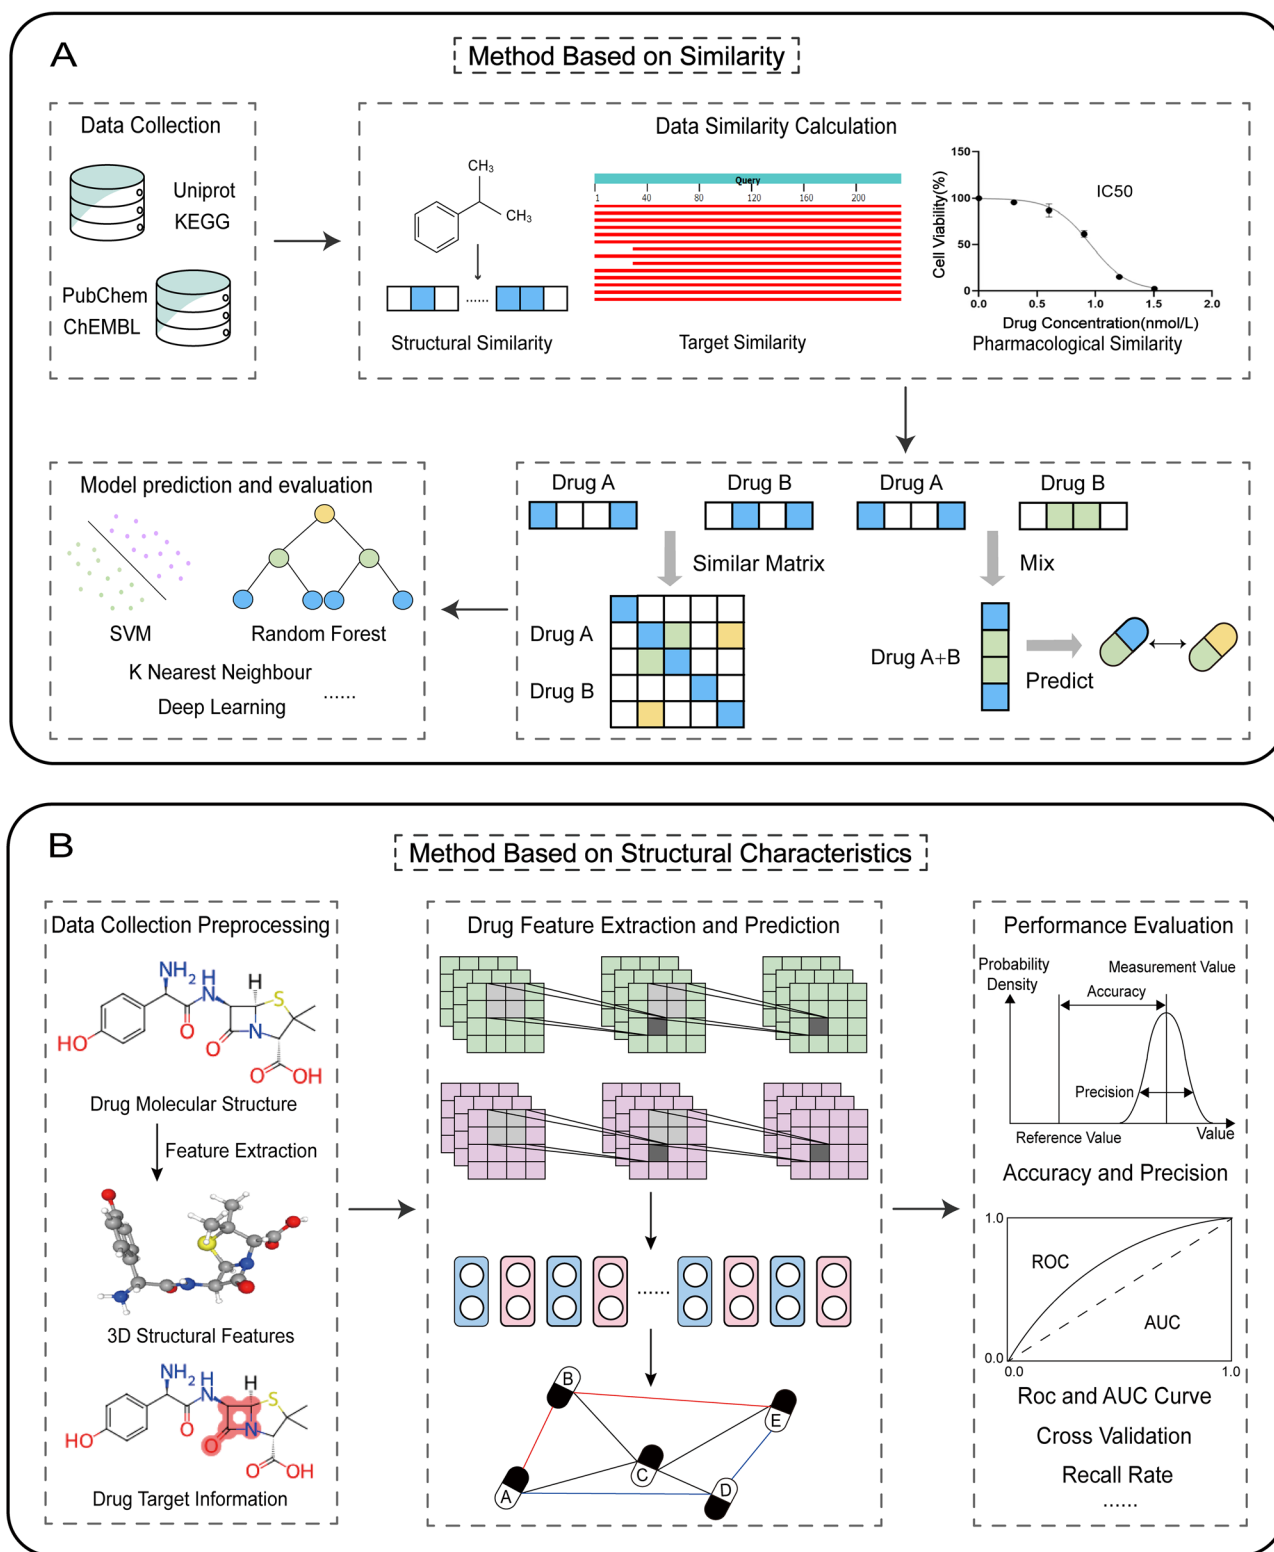 A
Method Based on Similarity
Data Collection
Uniprot
KEGG
PubChem
ChEMBL
Data Similarity Calculation
CH3
CH3
......
Structural Similarity
Query
1 40 80 120 160 200
Target Similarity
150
100
50
0
Cell Viability(%)
IC50
0.0 0.5 1.0 1.5 2.0
Drug Concentration(nmol/L)
Pharmacological Similarity
Model prediction and evaluation
SVM
Random Forest
K Nearest Neighbour
Deep Learning
......
Drug A
Drug B
Similar Matrix
Drug A
Drug B
Drug A
Drug B
Mix
Drug A+B
Predict
B
Method Based on Structural Characteristics
Data Collection Preprocessing
NH2
H
N
H
S
O
N
O
HO
O
OH
Drug Molecular Structure
Feature Extraction
3D Structural Features
NH2
H
N
H
S
O
N
O
HO
O
OH
Drug Target Information
Drug Feature Extraction and Prediction
......
B
E
C
A
D
Performance Evaluation
Probability
Density
Measurement Value
Accuracy
Precision
Reference Value
Value
Accuracy and Precision
1.0
ROC
AUC
0.0
0.0
1.0
Roc and AUC Curve
Cross Validation
Recall Rate
......